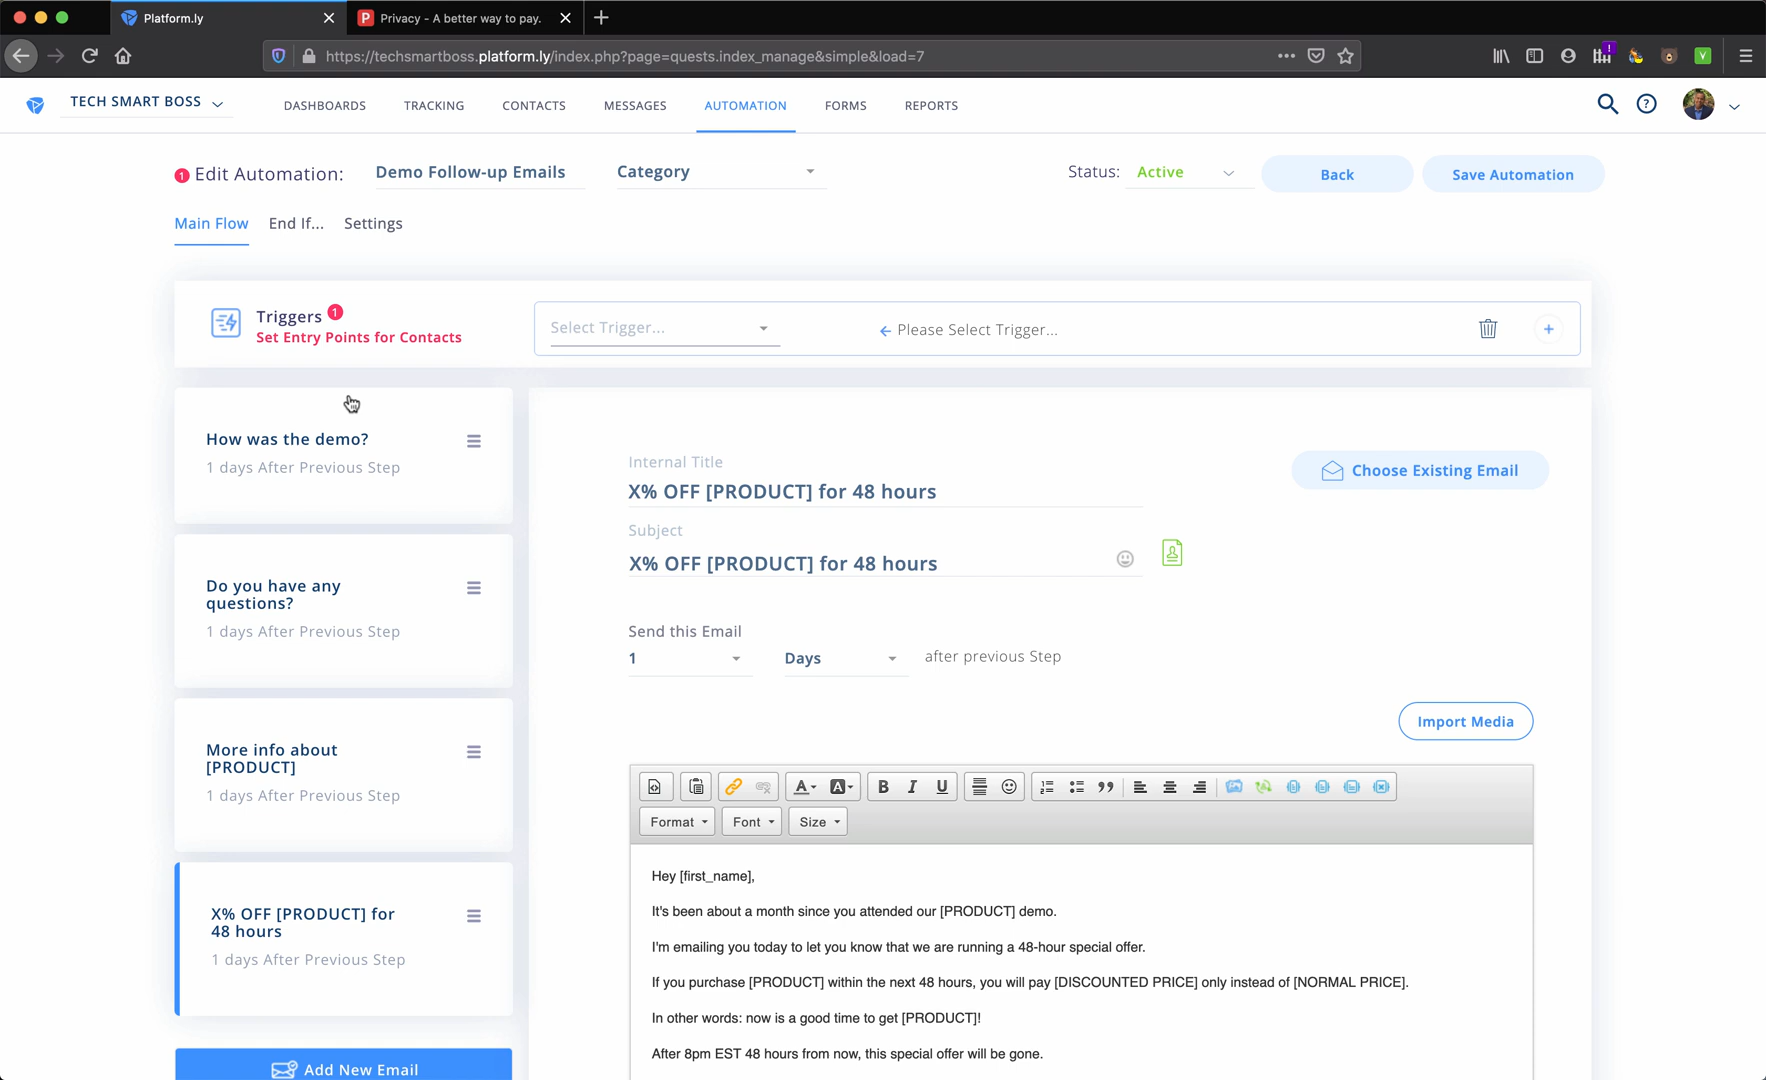 Platform.ly
P Privacy - A better way to pay.
https://techsmartboss.platform.ly/index.php?page=quests.index_manage&simple&load=7
TECH SMART BOSS
DASHBOARDS
TRACKING
CONTACTS
MESSAGES
AUTOMATION
FORMS
REPORTS
1 Edit Automation:
Demo Follow-up Emails
Category
Status:
Active
Back
Save Automation
Main Flow
End If...
Settings
Triggers 1
Set Entry Points for Contacts
Select Trigger...
Please Select Trigger...
How was the demo?
1 days After Previous Step
Do you have any
questions?
1 days After Previous Step
More info about
[PRODUCT]
1 days After Previous Step
X% OFF [PRODUCT] for
48 hours
1 days After Previous Step
Add New Email
Internal Title
X% OFF [PRODUCT] for 48 hours
Choose Existing Email
Subject
X% OFF [PRODUCT] for 48 hours
Send this Email
1
Days
after previous Step
Import Media
A A B I U
Format
Font
Size
Hey [first_name],
It's been about a month since you attended our [PRODUCT] demo.
I'm emailing you today to let you know that we are running a 48-hour special offer.
If you purchase [PRODUCT] within the next 48 hours, you will pay [DISCOUNTED PRICE] only instead of [NORMAL PRICE].
In other words: now is a good time to get [PRODUCT]!
After 8pm EST 48 hours from now, this special offer will be gone.